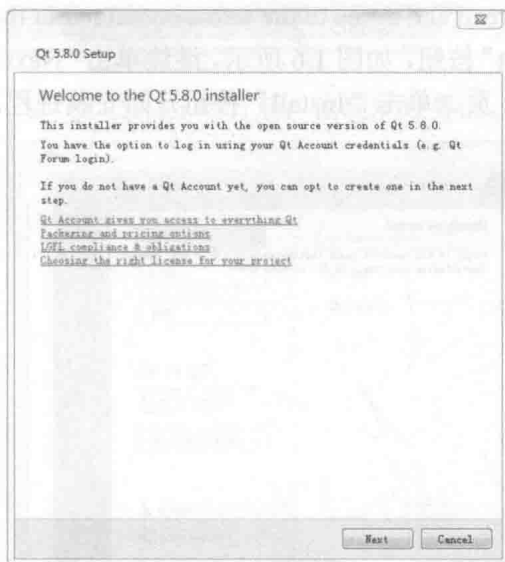 Qt 5.8.0 Setup
Welcome to the Qt 5.8.0 installer
This installer provides you with the open source version of Qt 5.8.0.
You have the option to log in using your Qt Account credentials (e.g. Qt
Forum login).
If you do not have a Qt Account yet, you can opt to create one in the next
step.
Qt Account gives you access to everything Qt
Packaging and pricing options
LGPL compliance & obligations
Choosing the right license for your project
Next
Cancel